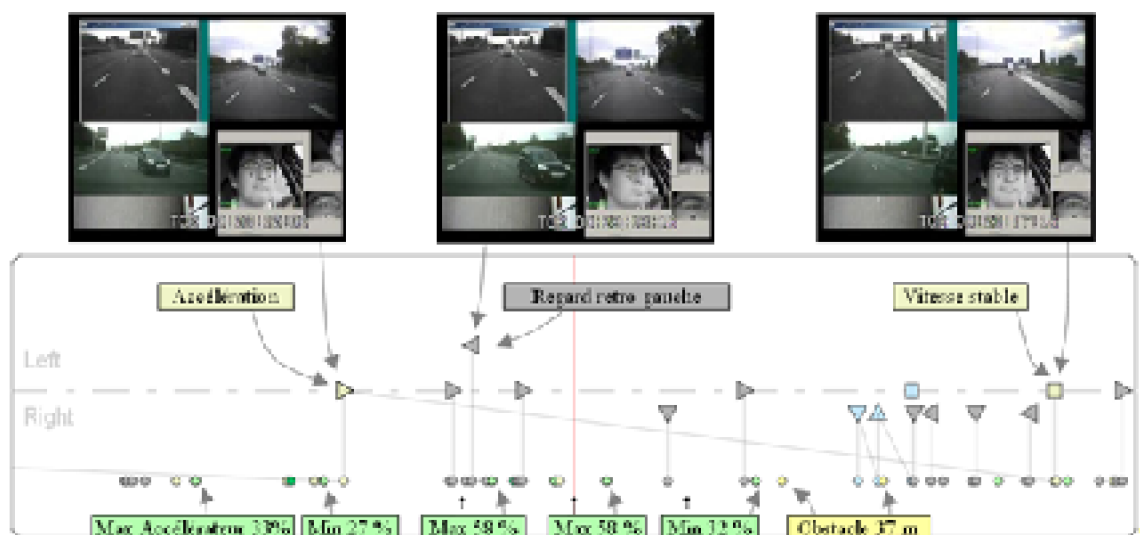 Accélération
Regard retro gauche
Vitesse stable
Left
Right
Max Accélérateur 33%
Min 27 %
Max 58 %
Max 58 %
Min 12 %
Obstacle 37 m